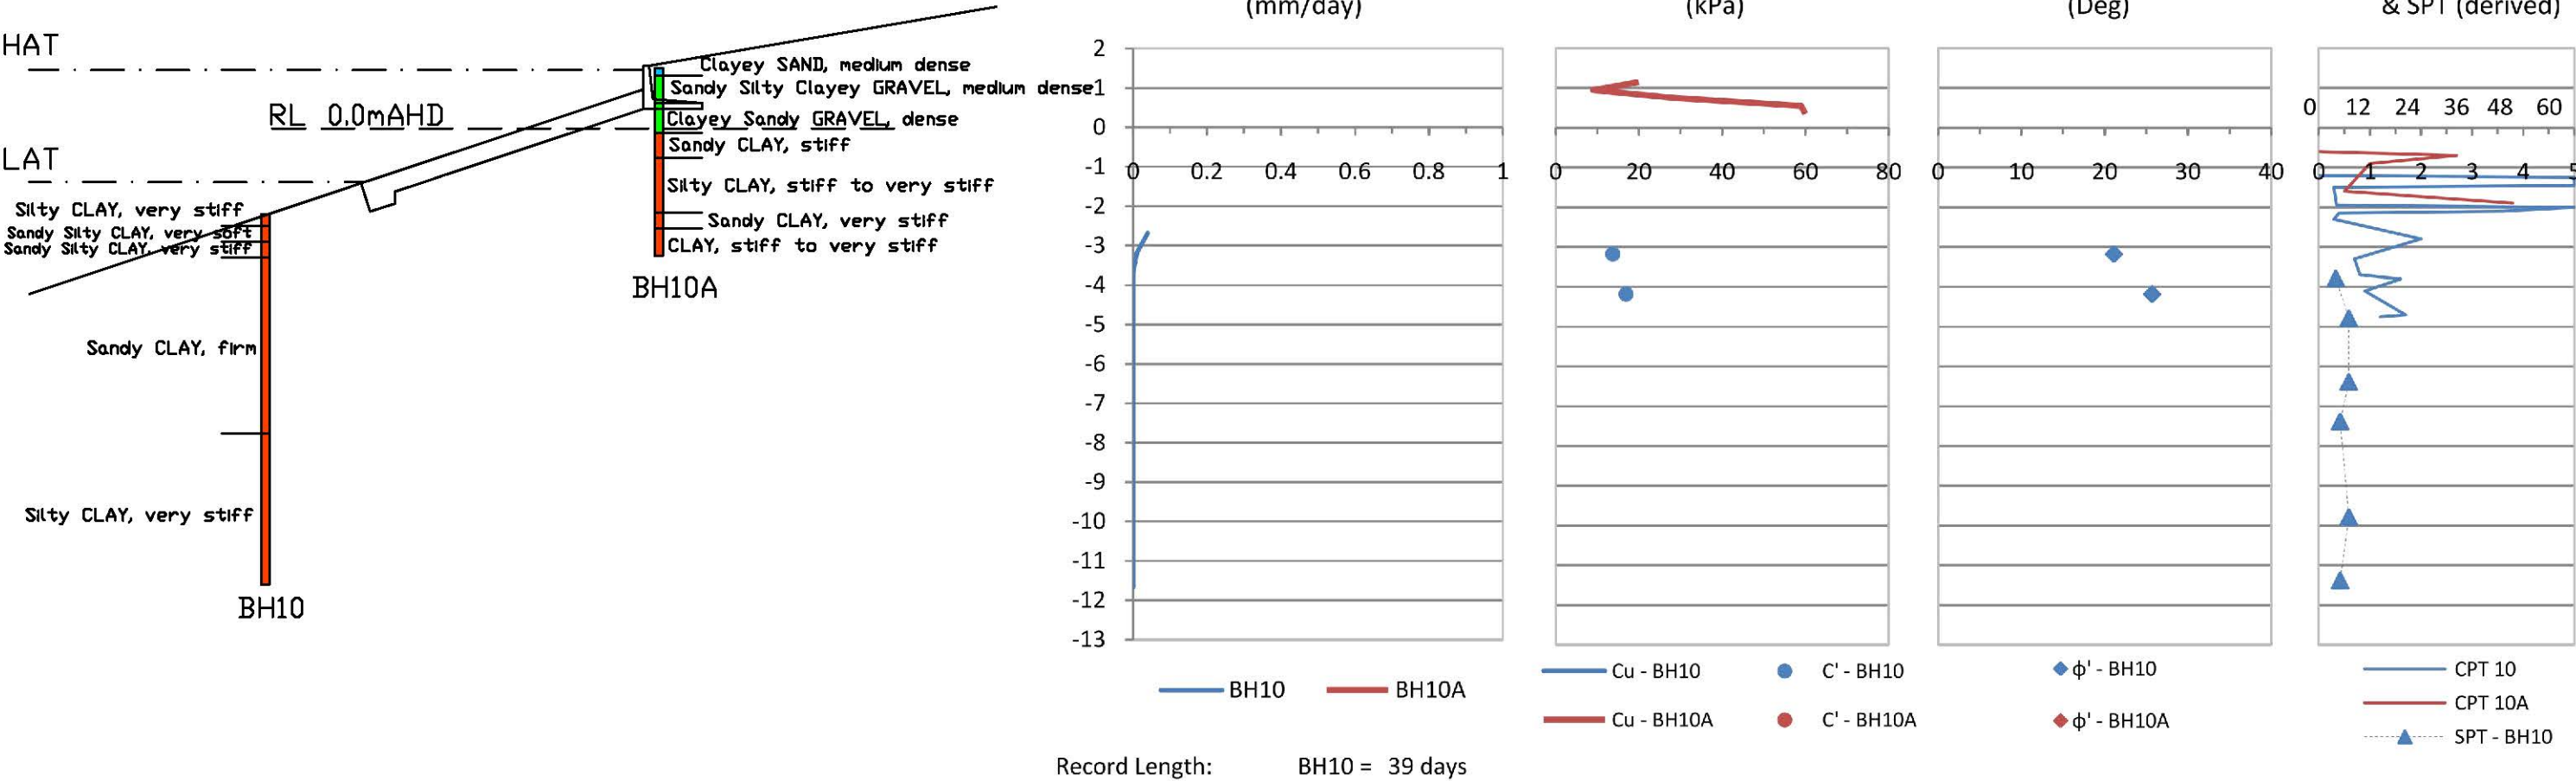 HAT
RL 0.0mAHD
LAT
Clayey SAND, medium dense
Sandy Silty Clayey GRAVEL, medium dense
Clayey Sandy GRAVEL, dense
Sandy CLAY, stiff
Silty CLAY, stiff to very stiff
Sandy CLAY, very stiff
CLAY, stiff to very stiff
BH10A
Silty CLAY, very stiff
Sandy Silty CLAY, very soft
Sandy Silty CLAY, very stiff
Sandy CLAY, firm
Silty CLAY, very stiff
BH10
(mm/day)
2
1
0
-1
-2
-3
-4
-5
-6
-7
-8
-9
-10
-11
-12
-13
0 0.2 0.4 0.6 0.8 1
BH10 BH10A
Record Length: BH10 = 39 days
(kPa)
0 20 40 60 80
Cu - BH10 C' - BH10
Cu - BH10A C' - BH10A
(Deg)
0 10 20 30 40
ϕ' - BH10
ϕ' - BH10A
& SPT (derived)
0 12 24 36 48 60
0 1 2 3 4 5
CPT 10
CPT 10A
SPT - BH10